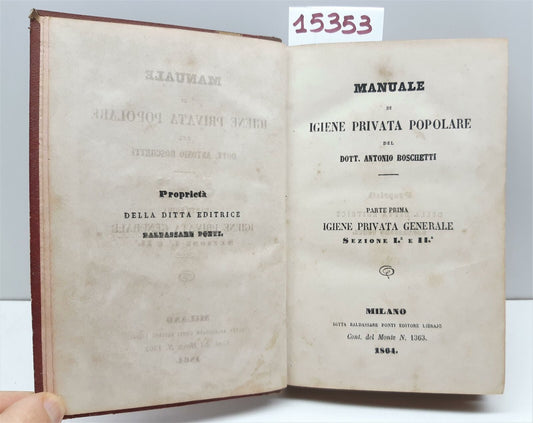 15353
Proprietà
DELLA DITTA EDITRICE
BALDASSARE PONTI.
MANUALE
DI
IGIENE PRIVATA POPOLARE
DEL
DOTT. ANTONIO BOSCHETTI
PARTE PRIMA
IGIENE PRIVATA GENERALE
SEZIONE I.ª E II.ª
MILANO
DITTA BALDASSARE PONTI EDITORE LIBRAJO
Cont. del Monte N. 1363.
1864.